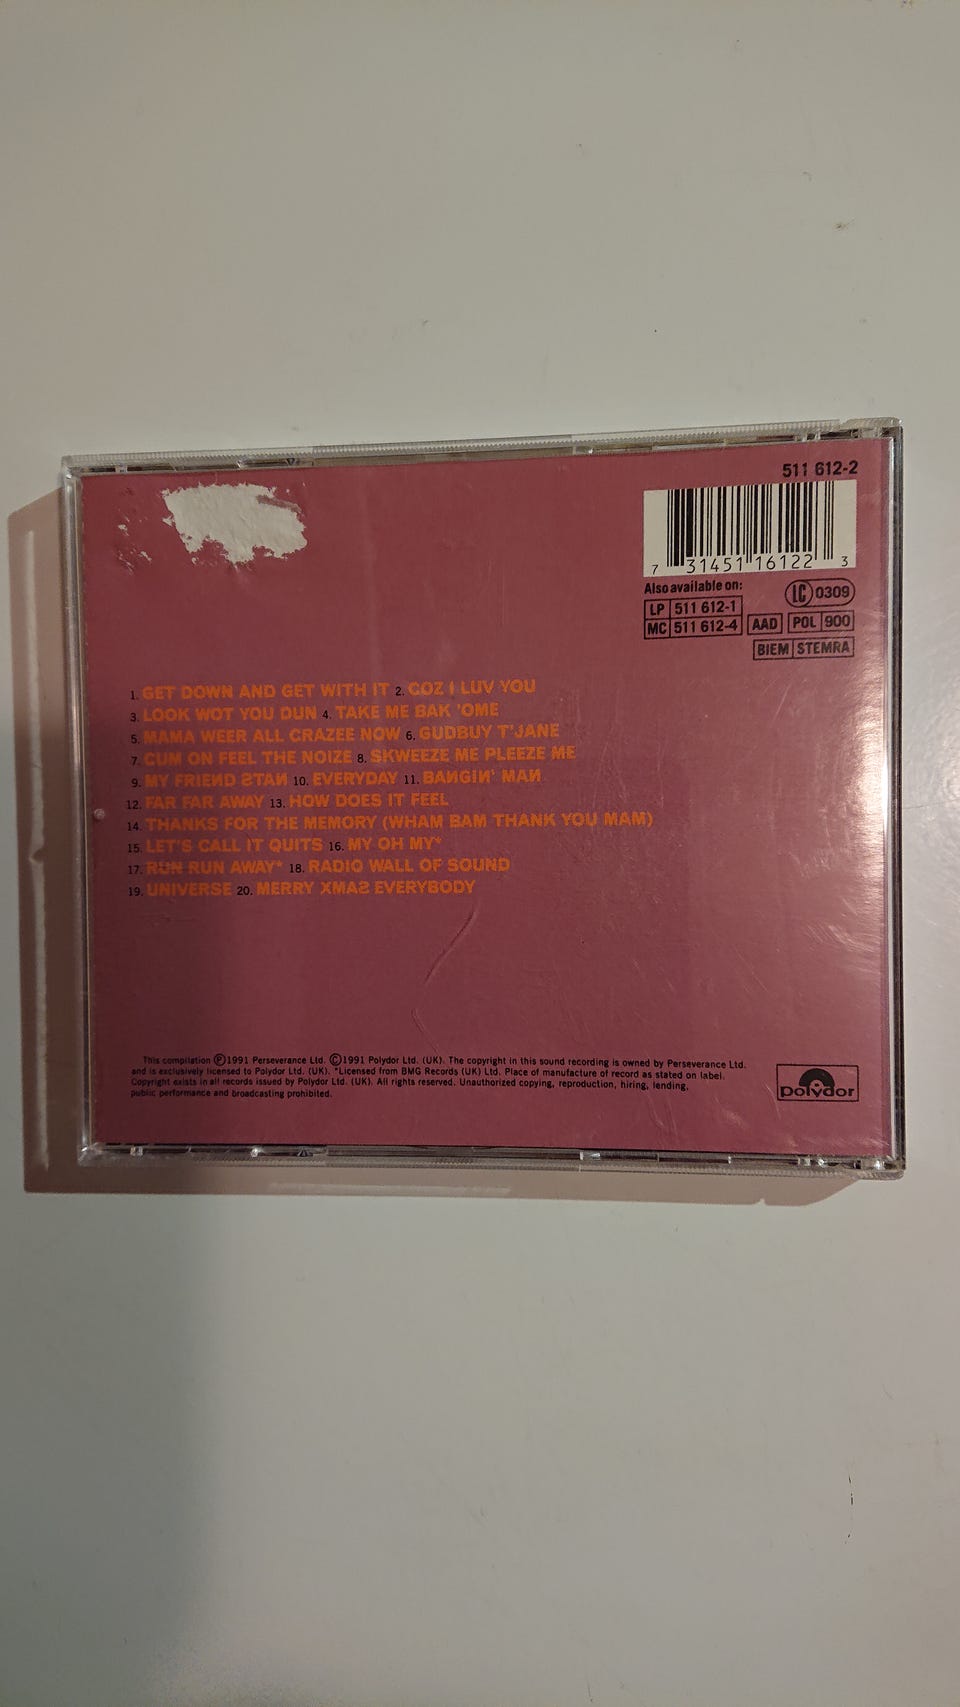 511 612-2
7 31451 16122 3
Also available on:
LC 0309
LP 511 612-1
MC 511 612-4 AAD POL 900
BIEM STEMRA
1. GET DOWN AND GET WITH IT 2. COZ I LUV YOU
3. LOOK WOT YOU DUN 4. TAKE ME BAK 'OME
5. MAMA WEER ALL CRAZEE NOW 6. GUDBUY T'JANE
7. CUM ON FEEL THE NOIZE 8. SKWEEZE ME PLEEZE ME
9. MY FRIEND STAN 10. EVERYDAY 11. BANGIN' MAN
12. FAR FAR AWAY 13. HOW DOES IT FEEL
14. THANKS FOR THE MEMORY (WHAM BAM THANK YOU MAM)
15. LET'S CALL IT QUITS 16. MY OH MY*
17. RUN RUN AWAY* 18. RADIO WALL OF SOUND
19. UNIVERSE 20. MERRY XMAS EVERYBODY
This compilation Ⓟ1991 Perseverance Ltd. ©1991 Polydor Ltd. (UK). The copyright in this sound recording is owned by Perseverance Ltd.
and is exclusively licensed to Polydor Ltd. (UK). *Licensed from BMG Records (UK) Ltd. Place of manufacture of record as stated on label.
Copyright exists in all records issued by Polydor Ltd. (UK). All rights reserved. Unauthorized copying, reproduction, hiring, lending,
public performance and broadcasting prohibited.
polydor